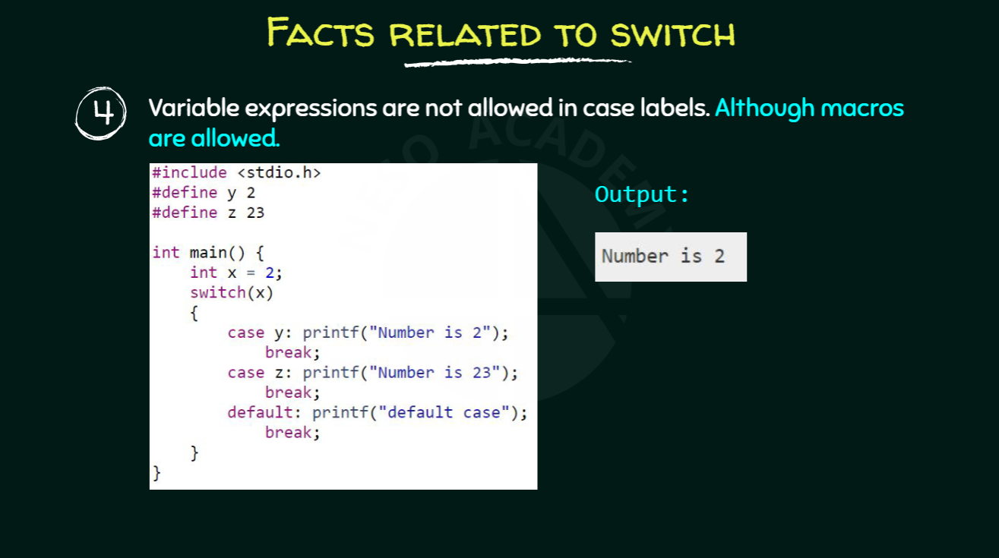 FACTS RELATED TO SWITCH
4
Variable expressions are not allowed in case labels. Although macros
are allowed.
#include <stdio.h>
#define y 2
#define z 23
int main() {
    int x = 2;
    switch(x)
    {
        case y: printf("Number is 2");
            break;
        case z: printf("Number is 23");
            break;
        default: printf("default case");
            break;
    }
}
Output:
Number is 2
NESO ACADEMY